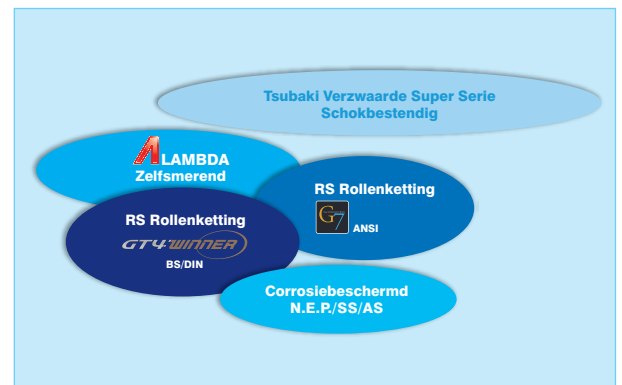 Tsubaki Verzwaarde Super Serie
Schokbestendig
LAMBDA
Zelfsmerend
RS Rollenketting
G7
ANSI
RS Rollenketting
GT4 WINNER
BS/DIN
Corrosiebeschermd
N.E.P./SS/AS